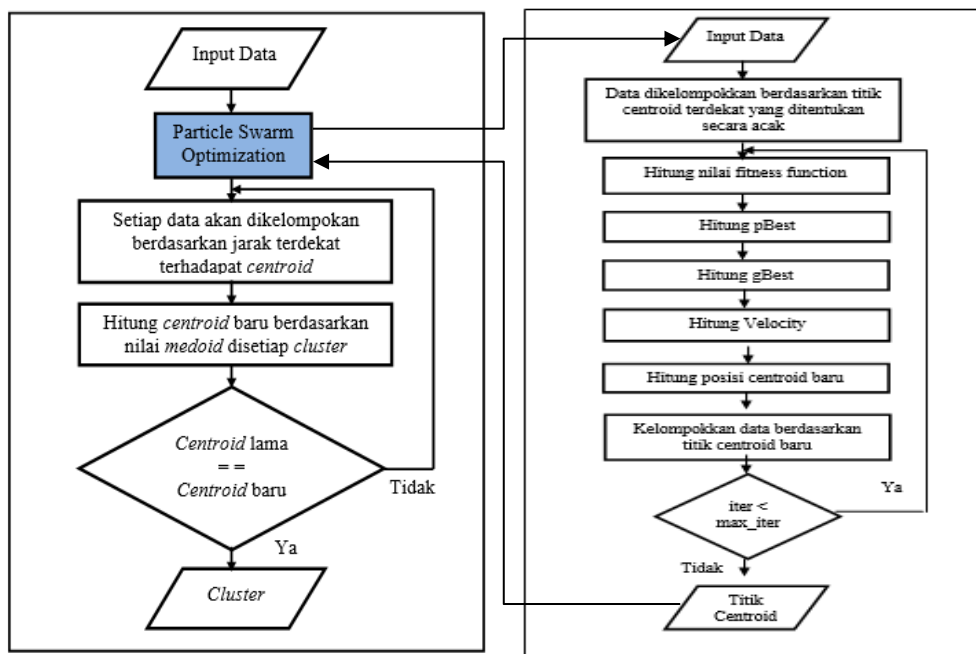 Input Data
Particle Swarm
Optimization
Setiap data akan dikelompokan
berdasarkan jarak terdekat
terhadapat centroid
Hitung centroid baru berdasarkan
nilai medoid disetiap cluster
Centroid lama
= =
Centroid baru
Tidak
Ya
Cluster
Input Data
Data dikelompokkan berdasarkan titik
centroid terdekat yang ditentukan
secara acak
Hitung nilai fitness function
Hitung pBest
Hitung gBest
Hitung Velocity
Hitung posisi centroid baru
Kelompokkan data berdasarkan
titik centroid baru
iter <
max_iter
Ya
Tidak
Titik
Centroid